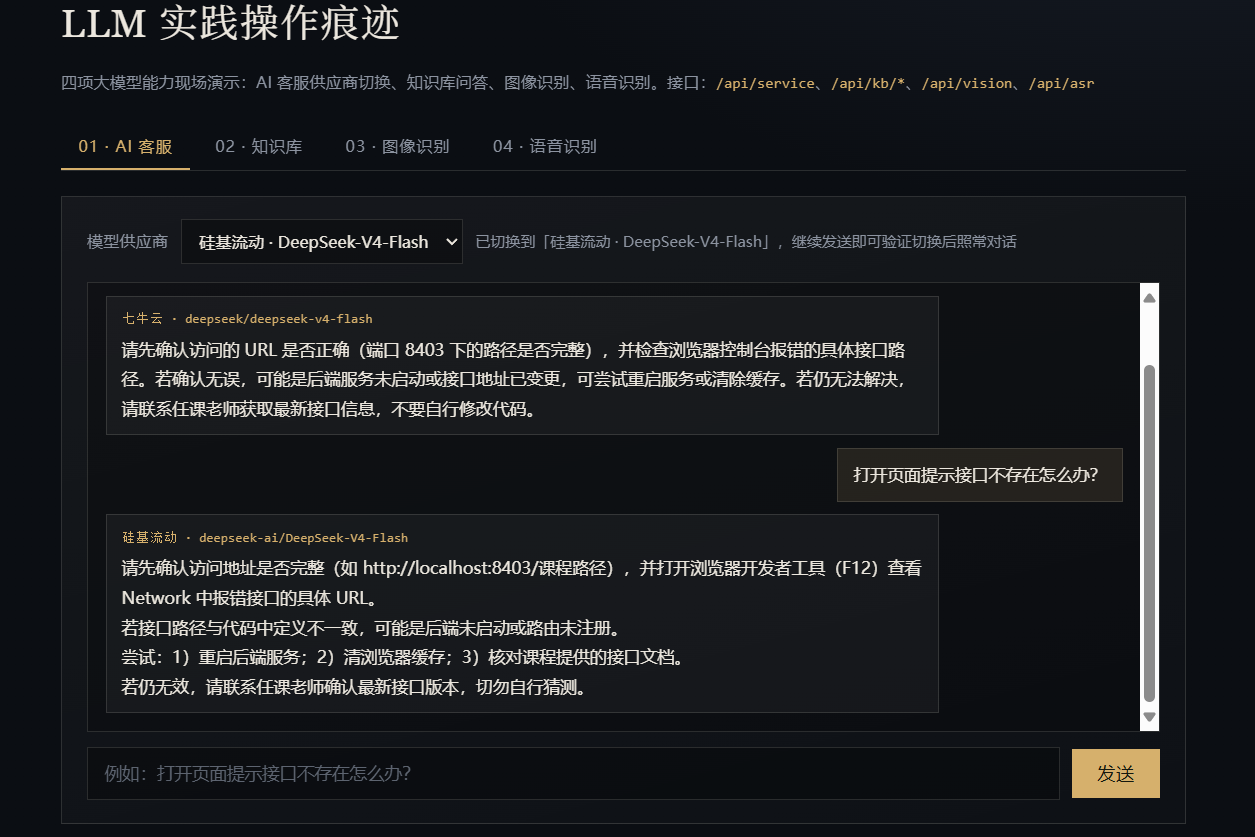 LLM 实践操作痕迹
四项大模型能力现场演示：AI 客服供应商切换、知识库问答、图像识别、语音识别。接口：/api/service、/api/kb/*、/api/vision、/api/asr
01 · AI 客服 02 · 知识库 03 · 图像识别 04 · 语音识别
模型供应商 硅基流动 · DeepSeek-V4-Flash 已切换到「硅基流动 · DeepSeek-V4-Flash」，继续发送即可验证切换后照常对话
七牛云 · deepseek/deepseek-v4-flash
请先确认访问的 URL 是否正确（端口 8403 下的路径是否完整），并检查浏览器控制台报错的具体接口路
径。若确认无误，可能是后端服务未启动或接口地址已变更，可尝试重启服务或清除缓存。若仍无法解决，
请联系任课老师获取最新接口信息，不要自行修改代码。
打开页面提示接口不存在怎么办？
硅基流动 · deepseek-ai/DeepSeek-V4-Flash
请先确认访问地址是否完整（如 http://localhost:8403/课程路径），并打开浏览器开发者工具（F12）查看
Network 中报错接口的具体 URL。
若接口路径与代码中定义不一致，可能是后端未启动或路由未注册。
尝试：1）重启后端服务；2）清浏览器缓存；3）核对课程提供的接口文档。
若仍无效，请联系任课老师确认最新接口版本，切勿自行猜测。
例如：打开页面提示接口不存在怎么办？ 发送